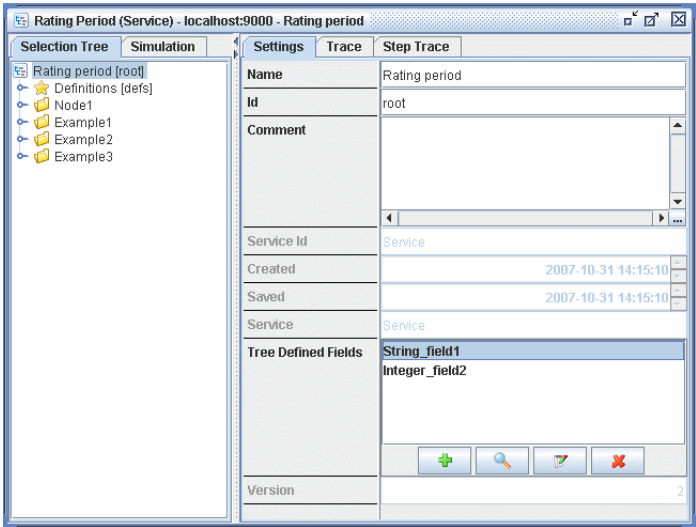 Rating Period (Service) - localhost:9000 - Rating period
Selection Tree Simulation
Rating period [root]
Definitions [defs]
Node1
Example1
Example2
Example3
Settings Trace Step Trace
Name Rating period
Id root
Comment
...
Service Id Service
Created 2007-10-31 14:15:10
Saved 2007-10-31 14:15:10
Service Service
Tree Defined Fields String_field1
Integer_field2
Version 2